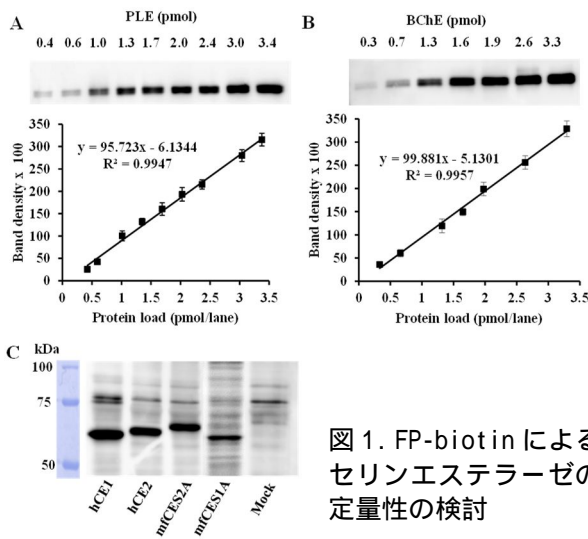 A
PLE (pmol)
0.4 0.6 1.0 1.3 1.7 2.0 2.4 3.0 3.4
350
300
250
200
150
100
50
0
Band density x 100
y = 95.723x - 6.1344
R² = 0.9947
0 0.5 1 1.5 2 2.5 3 3.5
Protein load (pmol/lane)
B
BChE (pmol)
0.3 0.7 1.3 1.6 1.9 2.6 3.3
350
300
250
200
150
100
50
0
Band density x 100
y = 99.881x - 5.1301
R² = 0.9957
0 0.5 1 1.5 2 2.5 3 3.5
Protein load (pmol/lane)
C
kDa
100
75
50
hCE1 hCE2 mfCES2A mfCES1A Mock
図1. FP-biotinによる
セリンエステラーゼの
定量性の検討